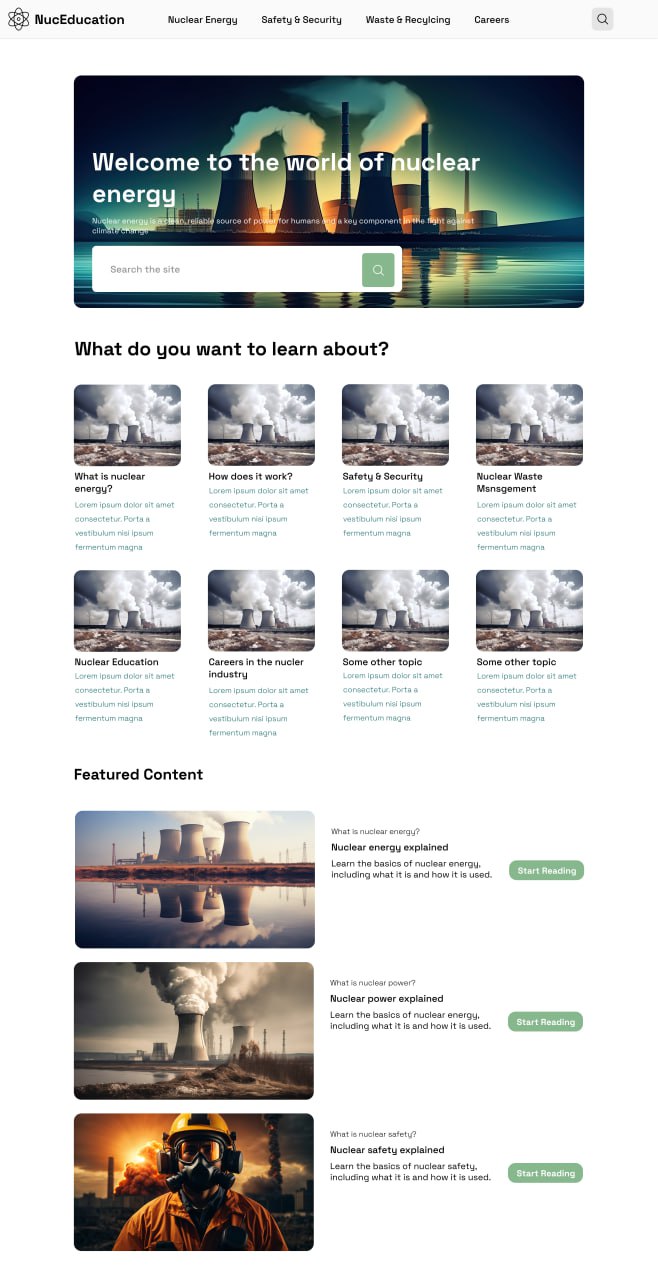 NucEducation
Nuclear Energy
Safety & Security
Waste & Recylcing
Careers
Welcome to the world of nuclear
energy
Nuclear energy is a clean, reliable source of power for humans and a key component in the fight against
climate change
Search the site
What do you want to learn about?
What is nuclear
energy?
Lorem ipsum dolor sit amet
consectetur. Porta a
vestibulum nisi ipsum
fermentum magna
How does it work?
Lorem ipsum dolor sit amet
consectetur. Porta a
vestibulum nisi ipsum
fermentum magna
Safety & Security
Lorem ipsum dolor sit amet
consectetur. Porta a
vestibulum nisi ipsum
fermentum magna
Nuclear Waste
Msnsgement
Lorem ipsum dolor sit amet
consectetur. Porta a
vestibulum nisi ipsum
fermentum magna
Nuclear Education
Lorem ipsum dolor sit amet
consectetur. Porta a
vestibulum nisi ipsum
fermentum magna
Careers in the nucler
industry
Lorem ipsum dolor sit amet
consectetur. Porta a
vestibulum nisi ipsum
fermentum magna
Some other topic
Lorem ipsum dolor sit amet
consectetur. Porta a
vestibulum nisi ipsum
fermentum magna
Some other topic
Lorem ipsum dolor sit amet
consectetur. Porta a
vestibulum nisi ipsum
fermentum magna
Featured Content
What is nuclear energy?
Nuclear energy explained
Learn the basics of nuclear energy,
including what it is and how it is used.
Start Reading
What is nuclear power?
Nuclear power explained
Learn the basics of nuclear energy,
including what it is and how it is used.
Start Reading
What is nuclear safety?
Nuclear safety explained
Learn the basics of nuclear safety,
including what it is and how it is used.
Start Reading